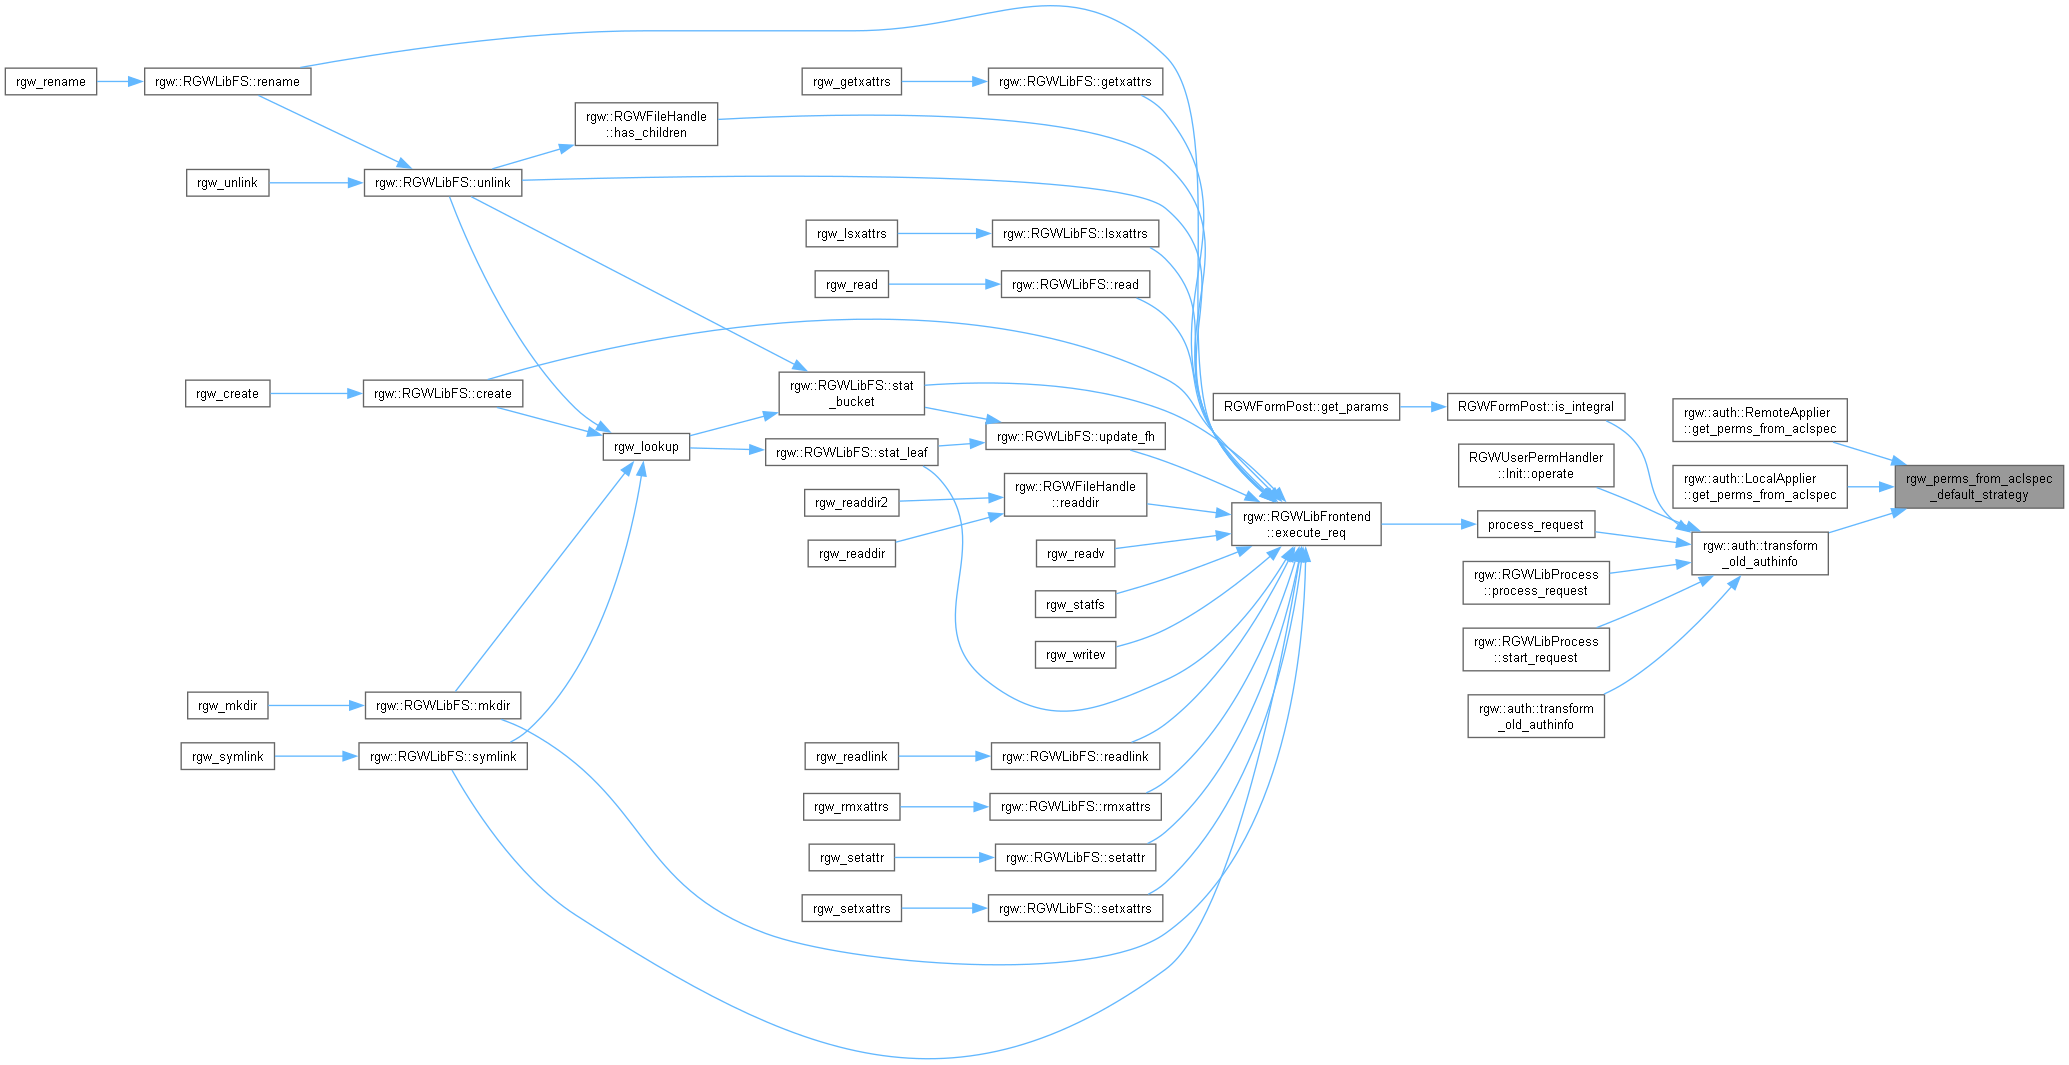 rgw_rename
rgw::RGWLibFS::rename
rgw_getxattrs
rgw::RGWLibFS::getxattrs
rgw::RGWFileHandle
::has_children
rgw_unlink
rgw::RGWLibFS::unlink
rgw_lsxattrs
rgw::RGWLibFS::lsxattrs
rgw_read
rgw::RGWLibFS::read
rgw_create
rgw::RGWLibFS::create
rgw::RGWLibFS::stat
_bucket
rgw_lookup
rgw::RGWLibFS::update_fh
rgw::RGWLibFS::stat_leaf
RGWFormPost::get_params
RGWFormPost::is_integral
rgw::auth::RemoteApplier
::get_perms_from_aclspec
RGWUserPermHandler
::Init::operate
rgw::auth::LocalApplier
::get_perms_from_aclspec
rgw_perms_from_aclspec
_default_strategy
rgw_readdir2
rgw::RGWFileHandle
::readdir
rgw::RGWLibFrontend
::execute_req
process_request
rgw_readdir
rgw_readv
rgw::auth::transform
_old_authinfo
rgw::RGWLibProcess
::process_request
rgw_statfs
rgw_writev
rgw::RGWLibProcess
::start_request
rgw_mkdir
rgw::RGWLibFS::mkdir
rgw::auth::transform
_old_authinfo
rgw_symlink
rgw::RGWLibFS::symlink
rgw_readlink
rgw::RGWLibFS::readlink
rgw_rmxattrs
rgw::RGWLibFS::rmxattrs
rgw_setattr
rgw::RGWLibFS::setattr
rgw_setxattrs
rgw::RGWLibFS::setxattrs